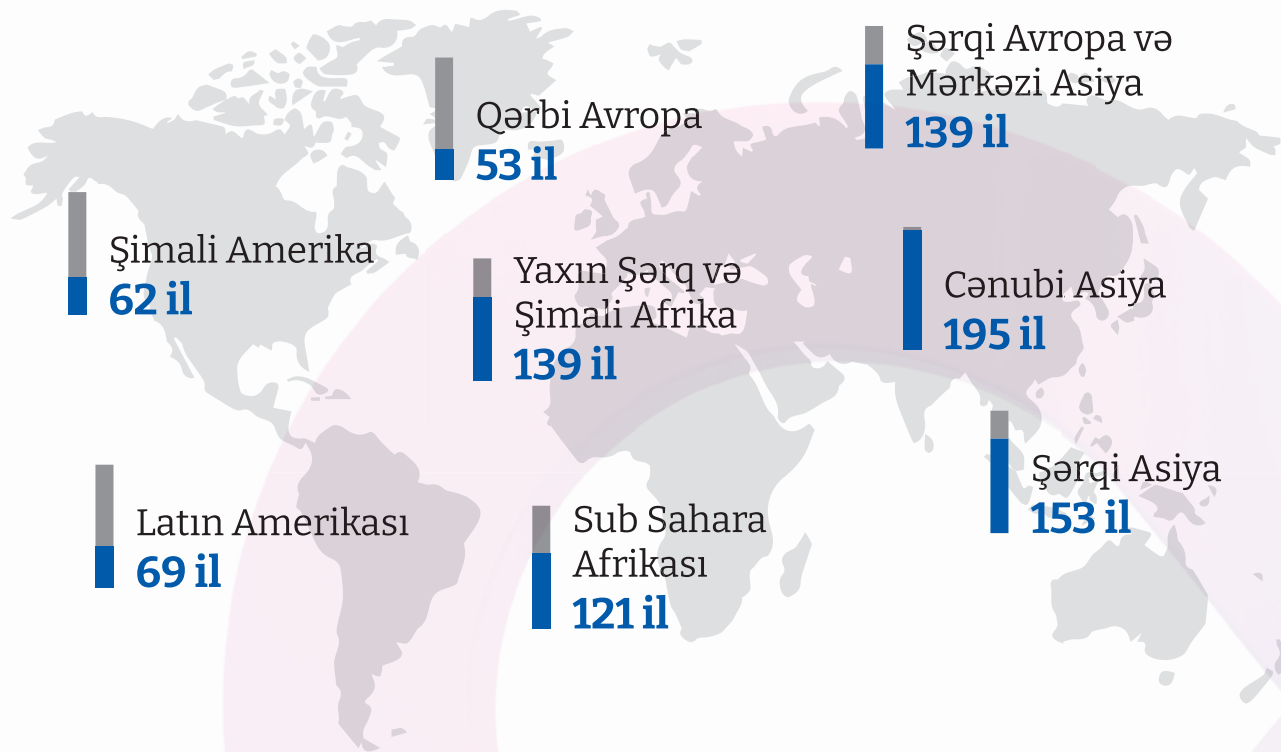 Şərqi Avropa və
Mərkəzi Asiya
139 il
Qərbi Avropa
53 il
Şimali Amerika
62 il
Yaxın Şərq və
Şimali Afrika
139 il
Cənubi Asiya
195 il
Şərqi Asiya
153 il
Latın Amerikası
69 il
Sub Sahara
Afrikası
121 il